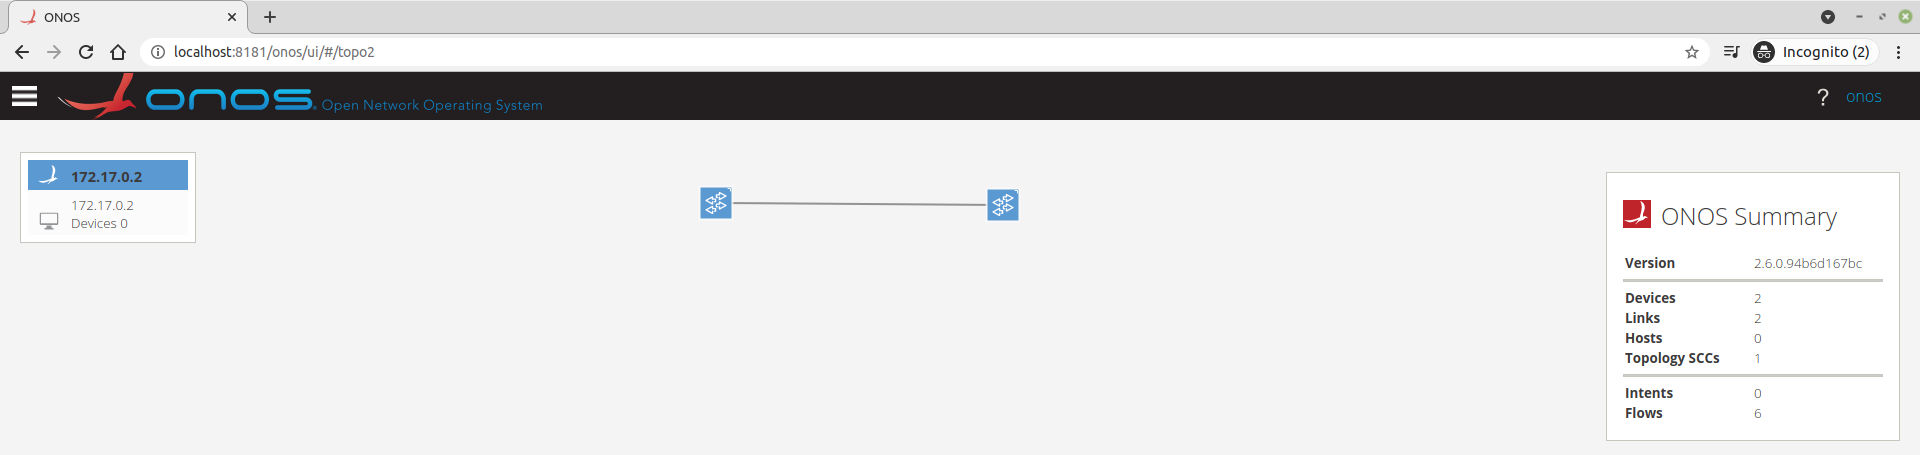 ONOS
localhost:8181/onos/ui/#/topo2
Incognito (2)
onos Open Network Operating System
? onos
172.17.0.2
172.17.0.2
Devices 0
ONOS Summary
Version 2.6.0.94b6d167bc
Devices 2
Links 2
Hosts 0
Topology SCCs 1
Intents 0
Flows 6